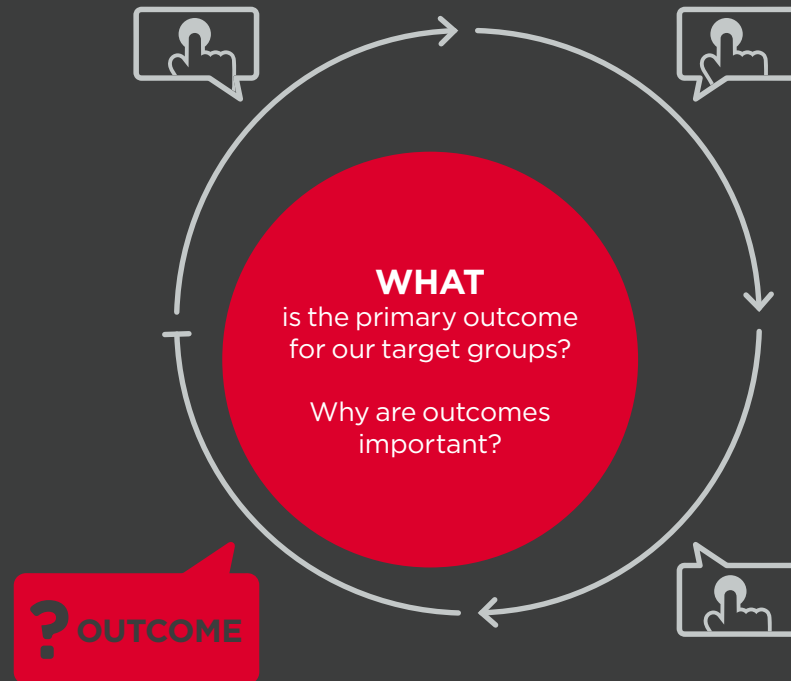 WHAT
is the primary outcome
for our target groups?
Why are outcomes
important?
? OUTCOME